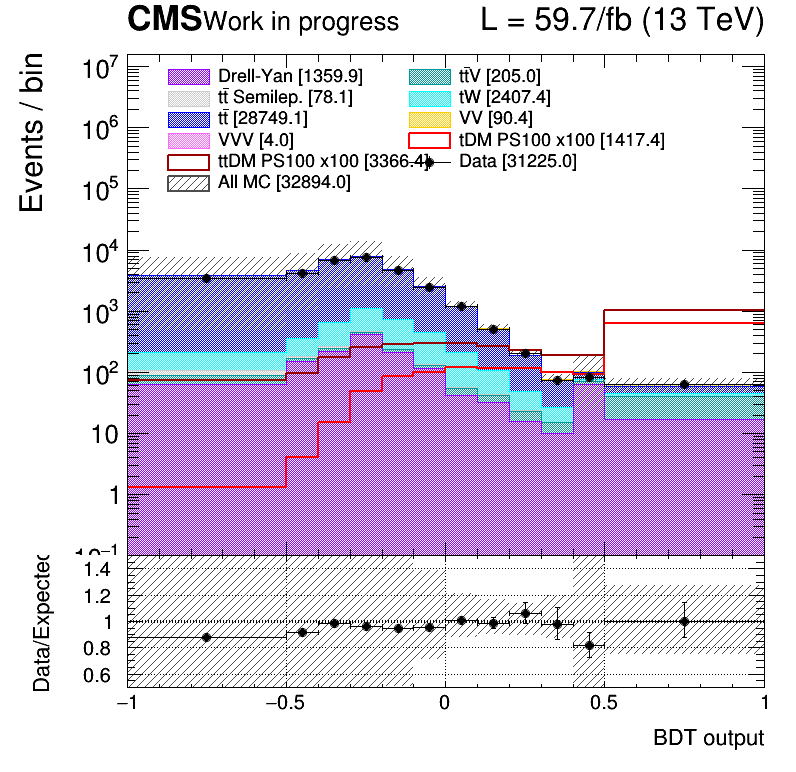 CMS Work in progress L = 59.7/fb (13 TeV)
Events / bin
10⁷
10⁶
10⁵
10⁴
10³
10²
10
1
10⁻¹
Drell-Yan [1359.9] tt̄V [205.0]
tt̄ Semilep. [78.1] tW [2407.4]
tt̄ [28749.1] VV [90.4]
VVV [4.0] tDM PS100 x100 [1417.4]
ttDM PS100 x100 [3366.4] Data [31225.0]
All MC [32894.0]
Data/Expected
1.4
1.2
1
0.8
0.6
−1 −0.5 0 0.5 1
BDT output